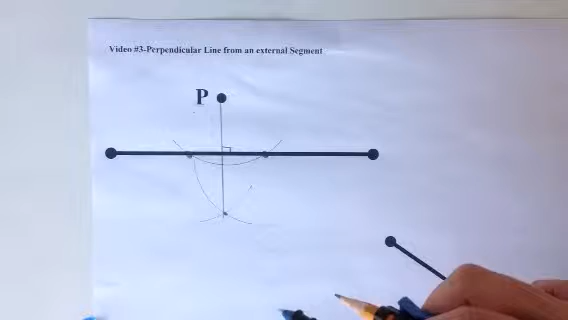 Video #3-Perpendicular Line from an external Segment
P